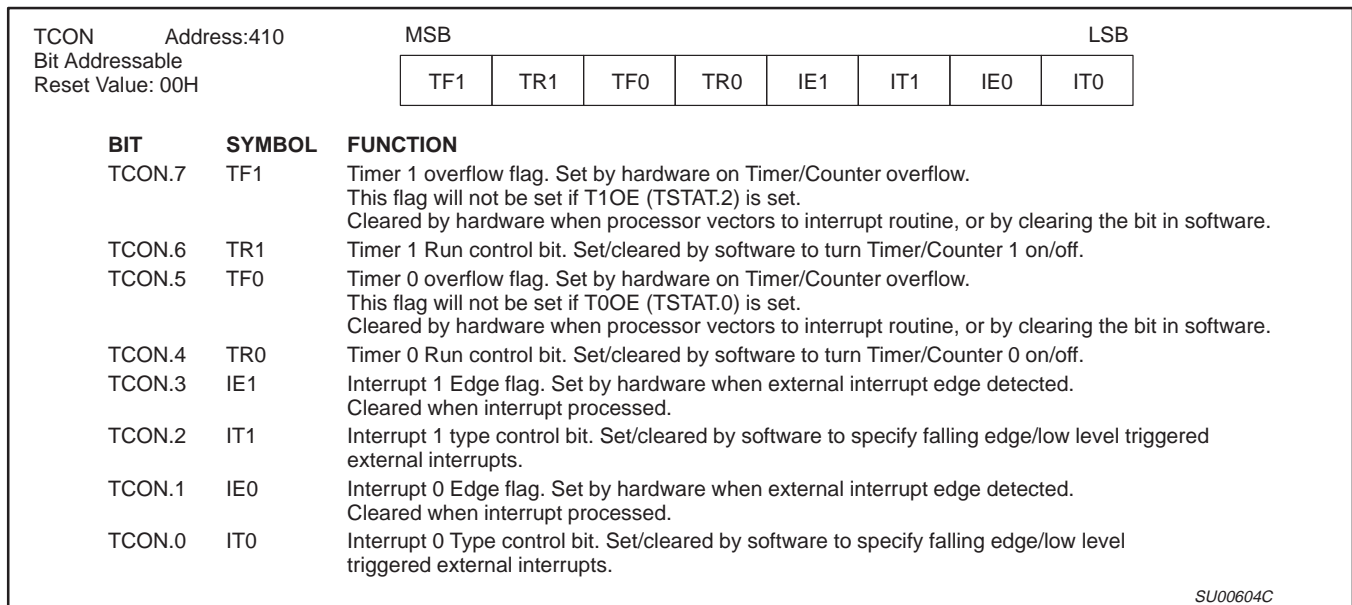 TCON Address:410
Bit Addressable
Reset Value: 00H
MSB LSB
TF1 TR1 TF0 TR0 IE1 IT1 IE0 IT0
BIT SYMBOL FUNCTION
TCON.7 TF1 Timer 1 overflow flag. Set by hardware on Timer/Counter overflow.
This flag will not be set if T1OE (TSTAT.2) is set.
Cleared by hardware when processor vectors to interrupt routine, or by clearing the bit in software.
TCON.6 TR1 Timer 1 Run control bit. Set/cleared by software to turn Timer/Counter 1 on/off.
TCON.5 TF0 Timer 0 overflow flag. Set by hardware on Timer/Counter overflow.
This flag will not be set if T0OE (TSTAT.0) is set.
Cleared by hardware when processor vectors to interrupt routine, or by clearing the bit in software.
TCON.4 TR0 Timer 0 Run control bit. Set/cleared by software to turn Timer/Counter 0 on/off.
TCON.3 IE1 Interrupt 1 Edge flag. Set by hardware when external interrupt edge detected.
Cleared when interrupt processed.
TCON.2 IT1 Interrupt 1 type control bit. Set/cleared by software to specify falling edge/low level triggered
external interrupts.
TCON.1 IE0 Interrupt 0 Edge flag. Set by hardware when external interrupt edge detected.
Cleared when interrupt processed.
TCON.0 IT0 Interrupt 0 Type control bit. Set/cleared by software to specify falling edge/low level
triggered external interrupts.
SU00604C